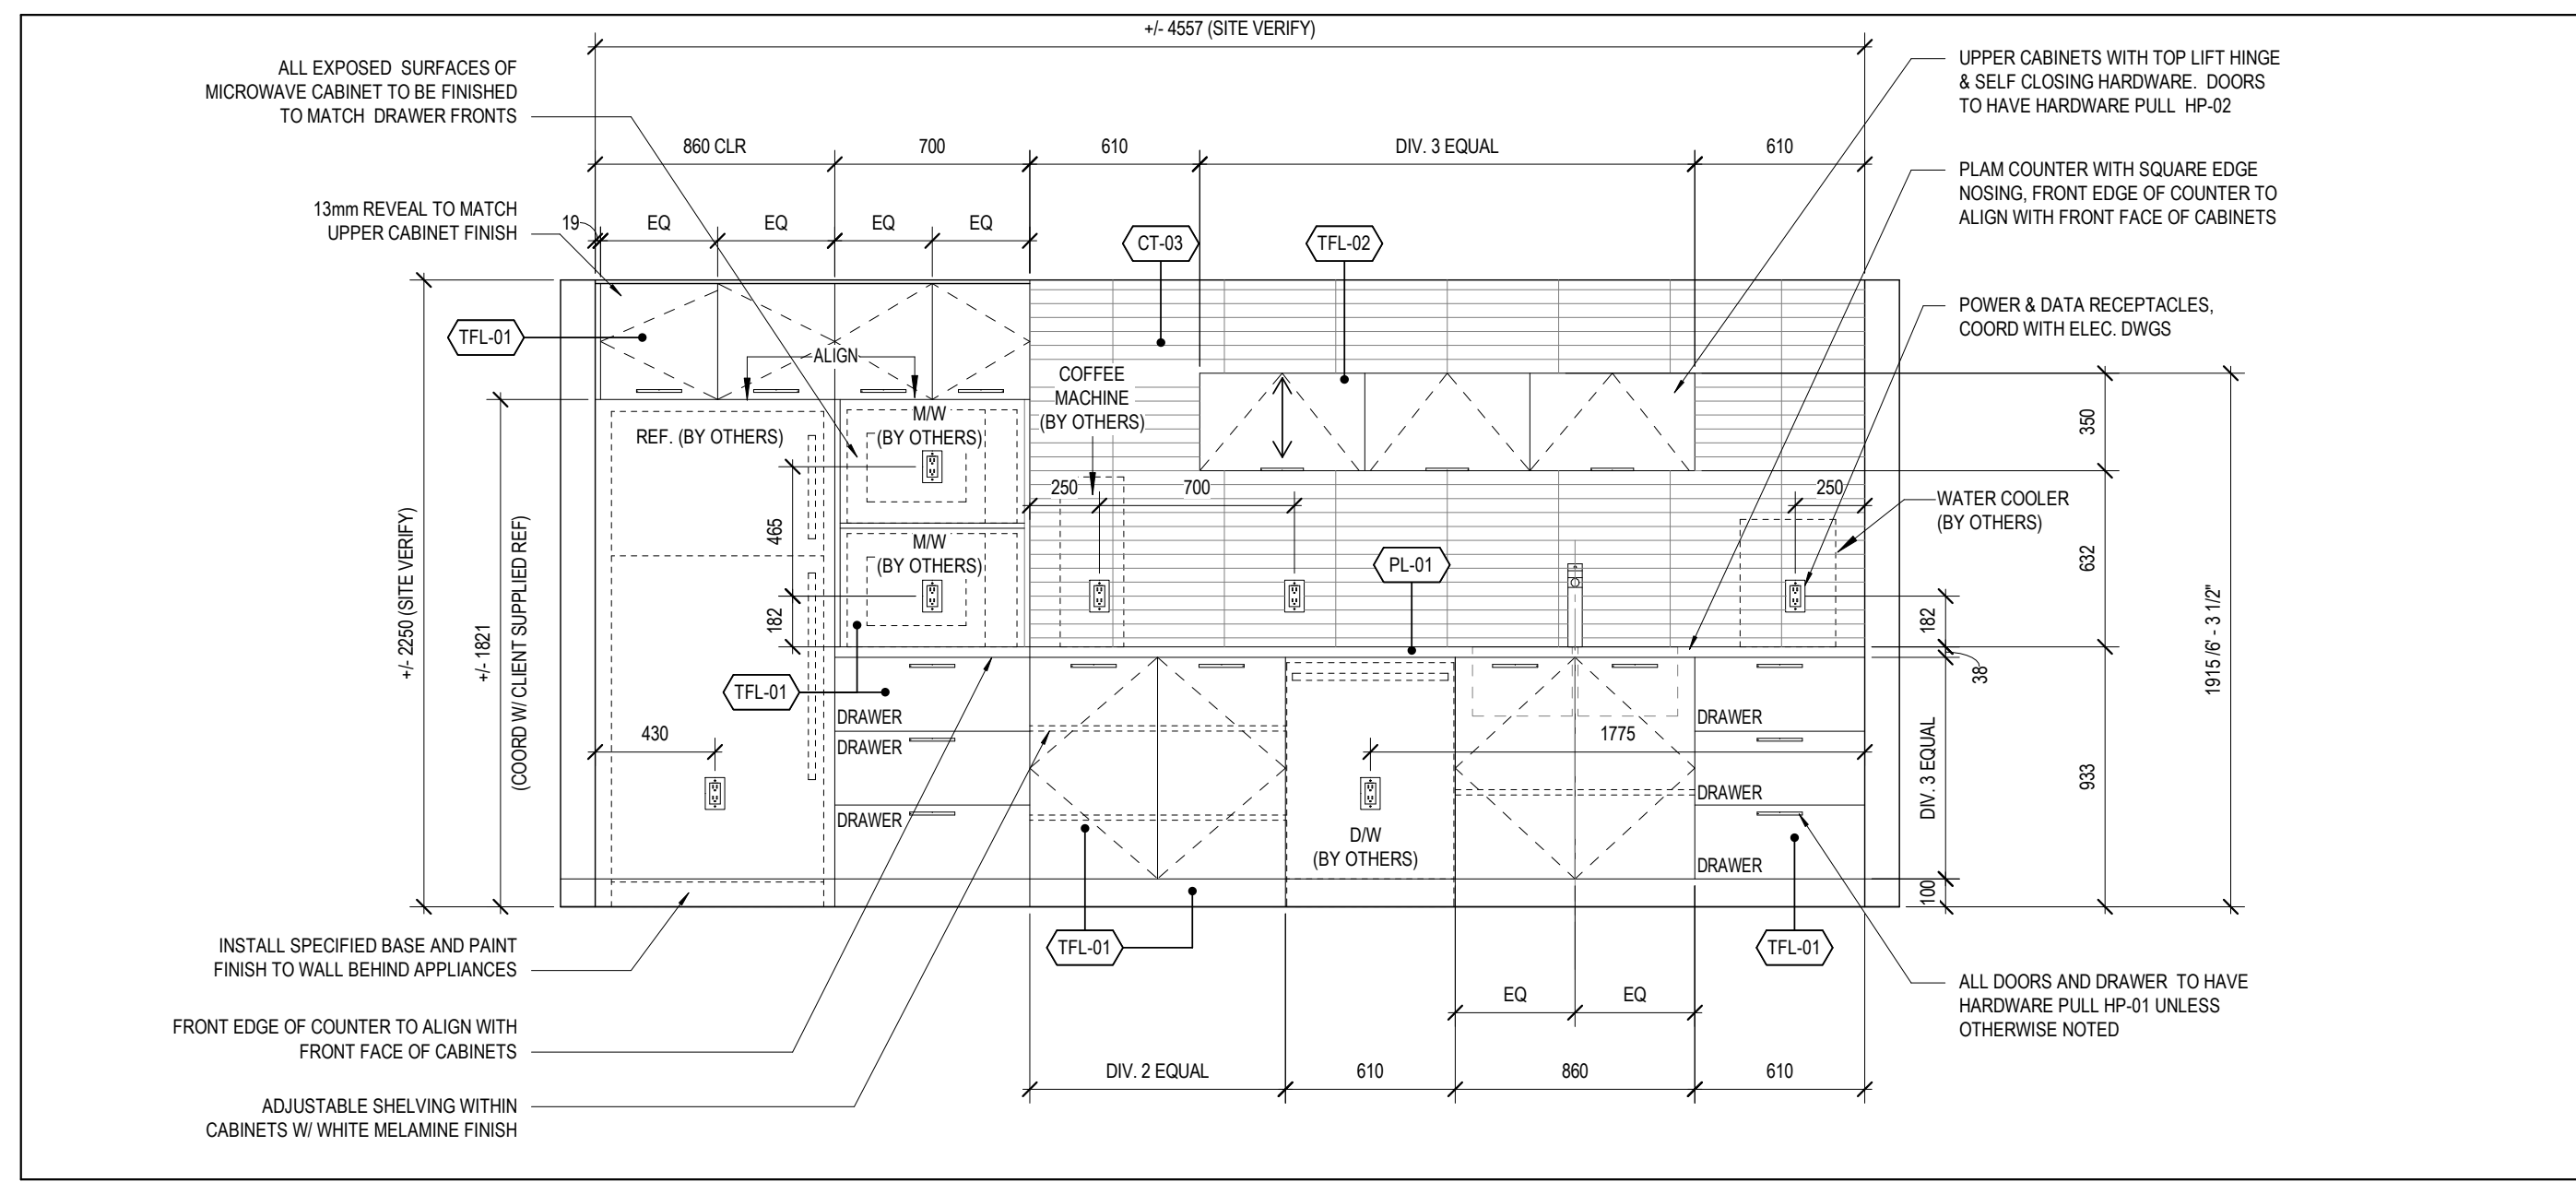 +/- 4557 (SITE VERIFY)
ALL EXPOSED SURFACES OF
MICROWAVE CABINET TO BE FINISHED
TO MATCH DRAWER FRONTS
UPPER CABINETS WITH TOP LIFT HINGE
& SELF CLOSING HARDWARE. DOORS
TO HAVE HARDWARE PULL HP-02
860 CLR
700
610
DIV. 3 EQUAL
610
PLAM COUNTER WITH SQUARE EDGE
NOSING, FRONT EDGE OF COUNTER TO
ALIGN WITH FRONT FACE OF CABINETS
13mm REVEAL TO MATCH
UPPER CABINET FINISH
19
EQ
EQ
EQ
EQ
CT-03
TFL-02
POWER & DATA RECEPTACLES,
COORD WITH ELEC. DWGS
TFL-01
ALIGN
COFFEE
MACHINE
(BY OTHERS)
REF. (BY OTHERS)
M/W
(BY OTHERS)
350
250
700
250
WATER COOLER
(BY OTHERS)
465
M/W
(BY OTHERS)
PL-01
632
182
182
+/- 2250 (SITE VERIFY)
+/- 1821
(COORD W/ CLIENT SUPPLIED REF)
1915 /6' - 3 1/2"
38
TFL-01
DRAWER
DRAWER
DRAWER
430
1775
DRAWER
DRAWER
DRAWER
DIV. 3 EQUAL
933
D/W
(BY OTHERS)
100
INSTALL SPECIFIED BASE AND PAINT
FINISH TO WALL BEHIND APPLIANCES
TFL-01
TFL-01
ALL DOORS AND DRAWER TO HAVE
HARDWARE PULL HP-01 UNLESS
OTHERWISE NOTED
EQ
EQ
FRONT EDGE OF COUNTER TO ALIGN WITH
FRONT FACE OF CABINETS
DIV. 2 EQUAL
610
860
610
ADJUSTABLE SHELVING WITHIN
CABINETS W/ WHITE MELAMINE FINISH